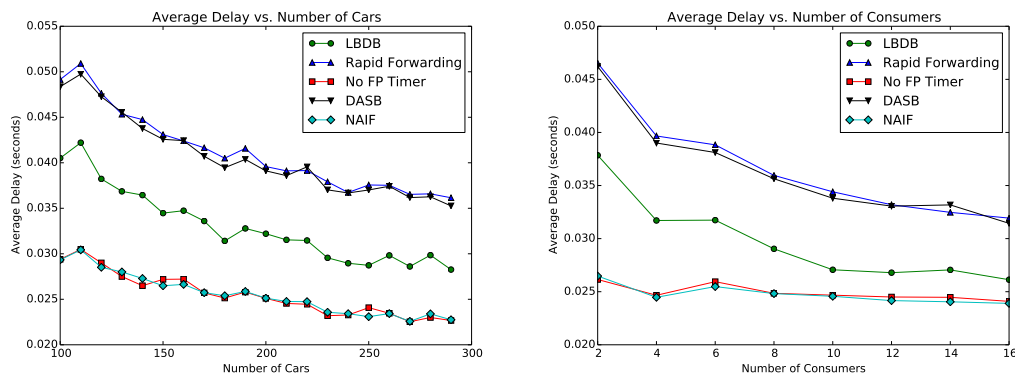 Average Delay vs. Number of Cars
0.055
0.050
0.045
0.040
0.035
0.030
0.025
0.020
Average Delay (seconds)
LBDB
Rapid Forwarding
No FP Timer
DASB
NAIF
100
150
200
250
300
Number of Cars
Average Delay vs. Number of Consumers
0.050
0.045
0.040
0.035
0.030
0.025
0.020
Average Delay (seconds)
LBDB
Rapid Forwarding
No FP Timer
DASB
NAIF
2
4
6
8
10
12
14
16
Number of Consumers